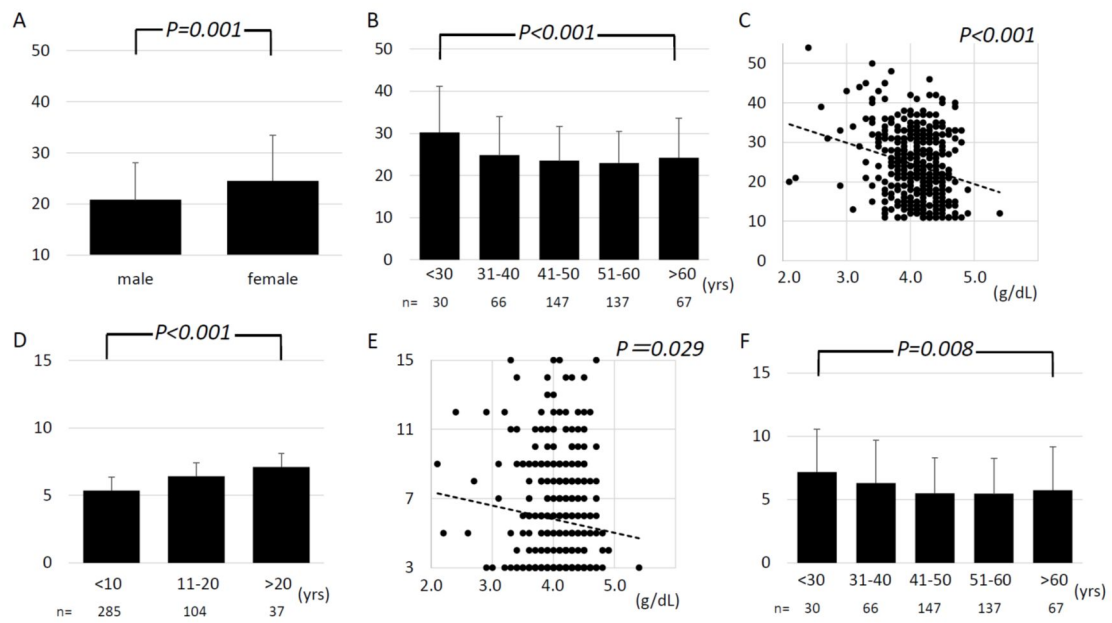 A
P=0.001
50
40
30
20
10
male female
B
P<0.001
50
40
30
20
10
0
<30 31-40 41-50 51-60 >60 (yrs)
n= 30 66 147 137 67
C
P<0.001
50
40
30
20
10
0
2.0 3.0 4.0 5.0
(g/dL)
D
P<0.001
15
10
5
0
<10 11-20 >20 (yrs)
n= 285 104 37
E
P=0.029
15
11
7
3
2.0 3.0 4.0 5.0
(g/dL)
F
P=0.008
15
10
5
0
<30 31-40 41-50 51-60 >60 (yrs)
n= 30 66 147 137 67